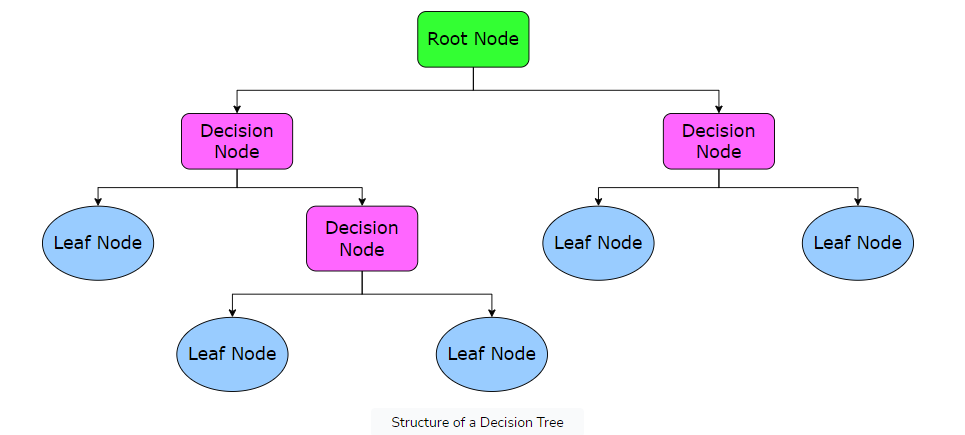 Root Node
Decision
Node
Decision
Node
Leaf Node
Decision
Node
Leaf Node
Leaf Node
Leaf Node
Leaf Node
Structure of a Decision Tree